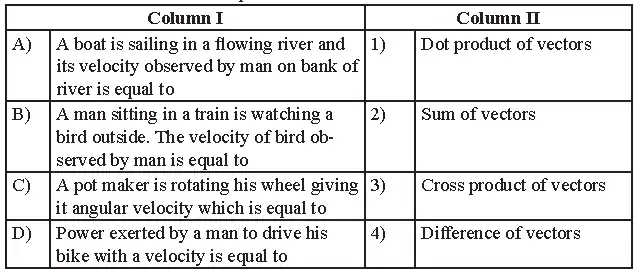 Column I Column II
A) A boat is sailing in a flowing river and 1) Dot product of vectors
its velocity observed by man on bank of
river is equal to
B) A man sitting in a train is watching a 2) Sum of vectors
bird outside. The velocity of bird ob-
served by man is equal to
C) A pot maker is rotating his wheel giving 3) Cross product of vectors
it angular velocity which is equal to
D) Power exerted by a man to drive his 4) Difference of vectors
bike with a velocity is equal to